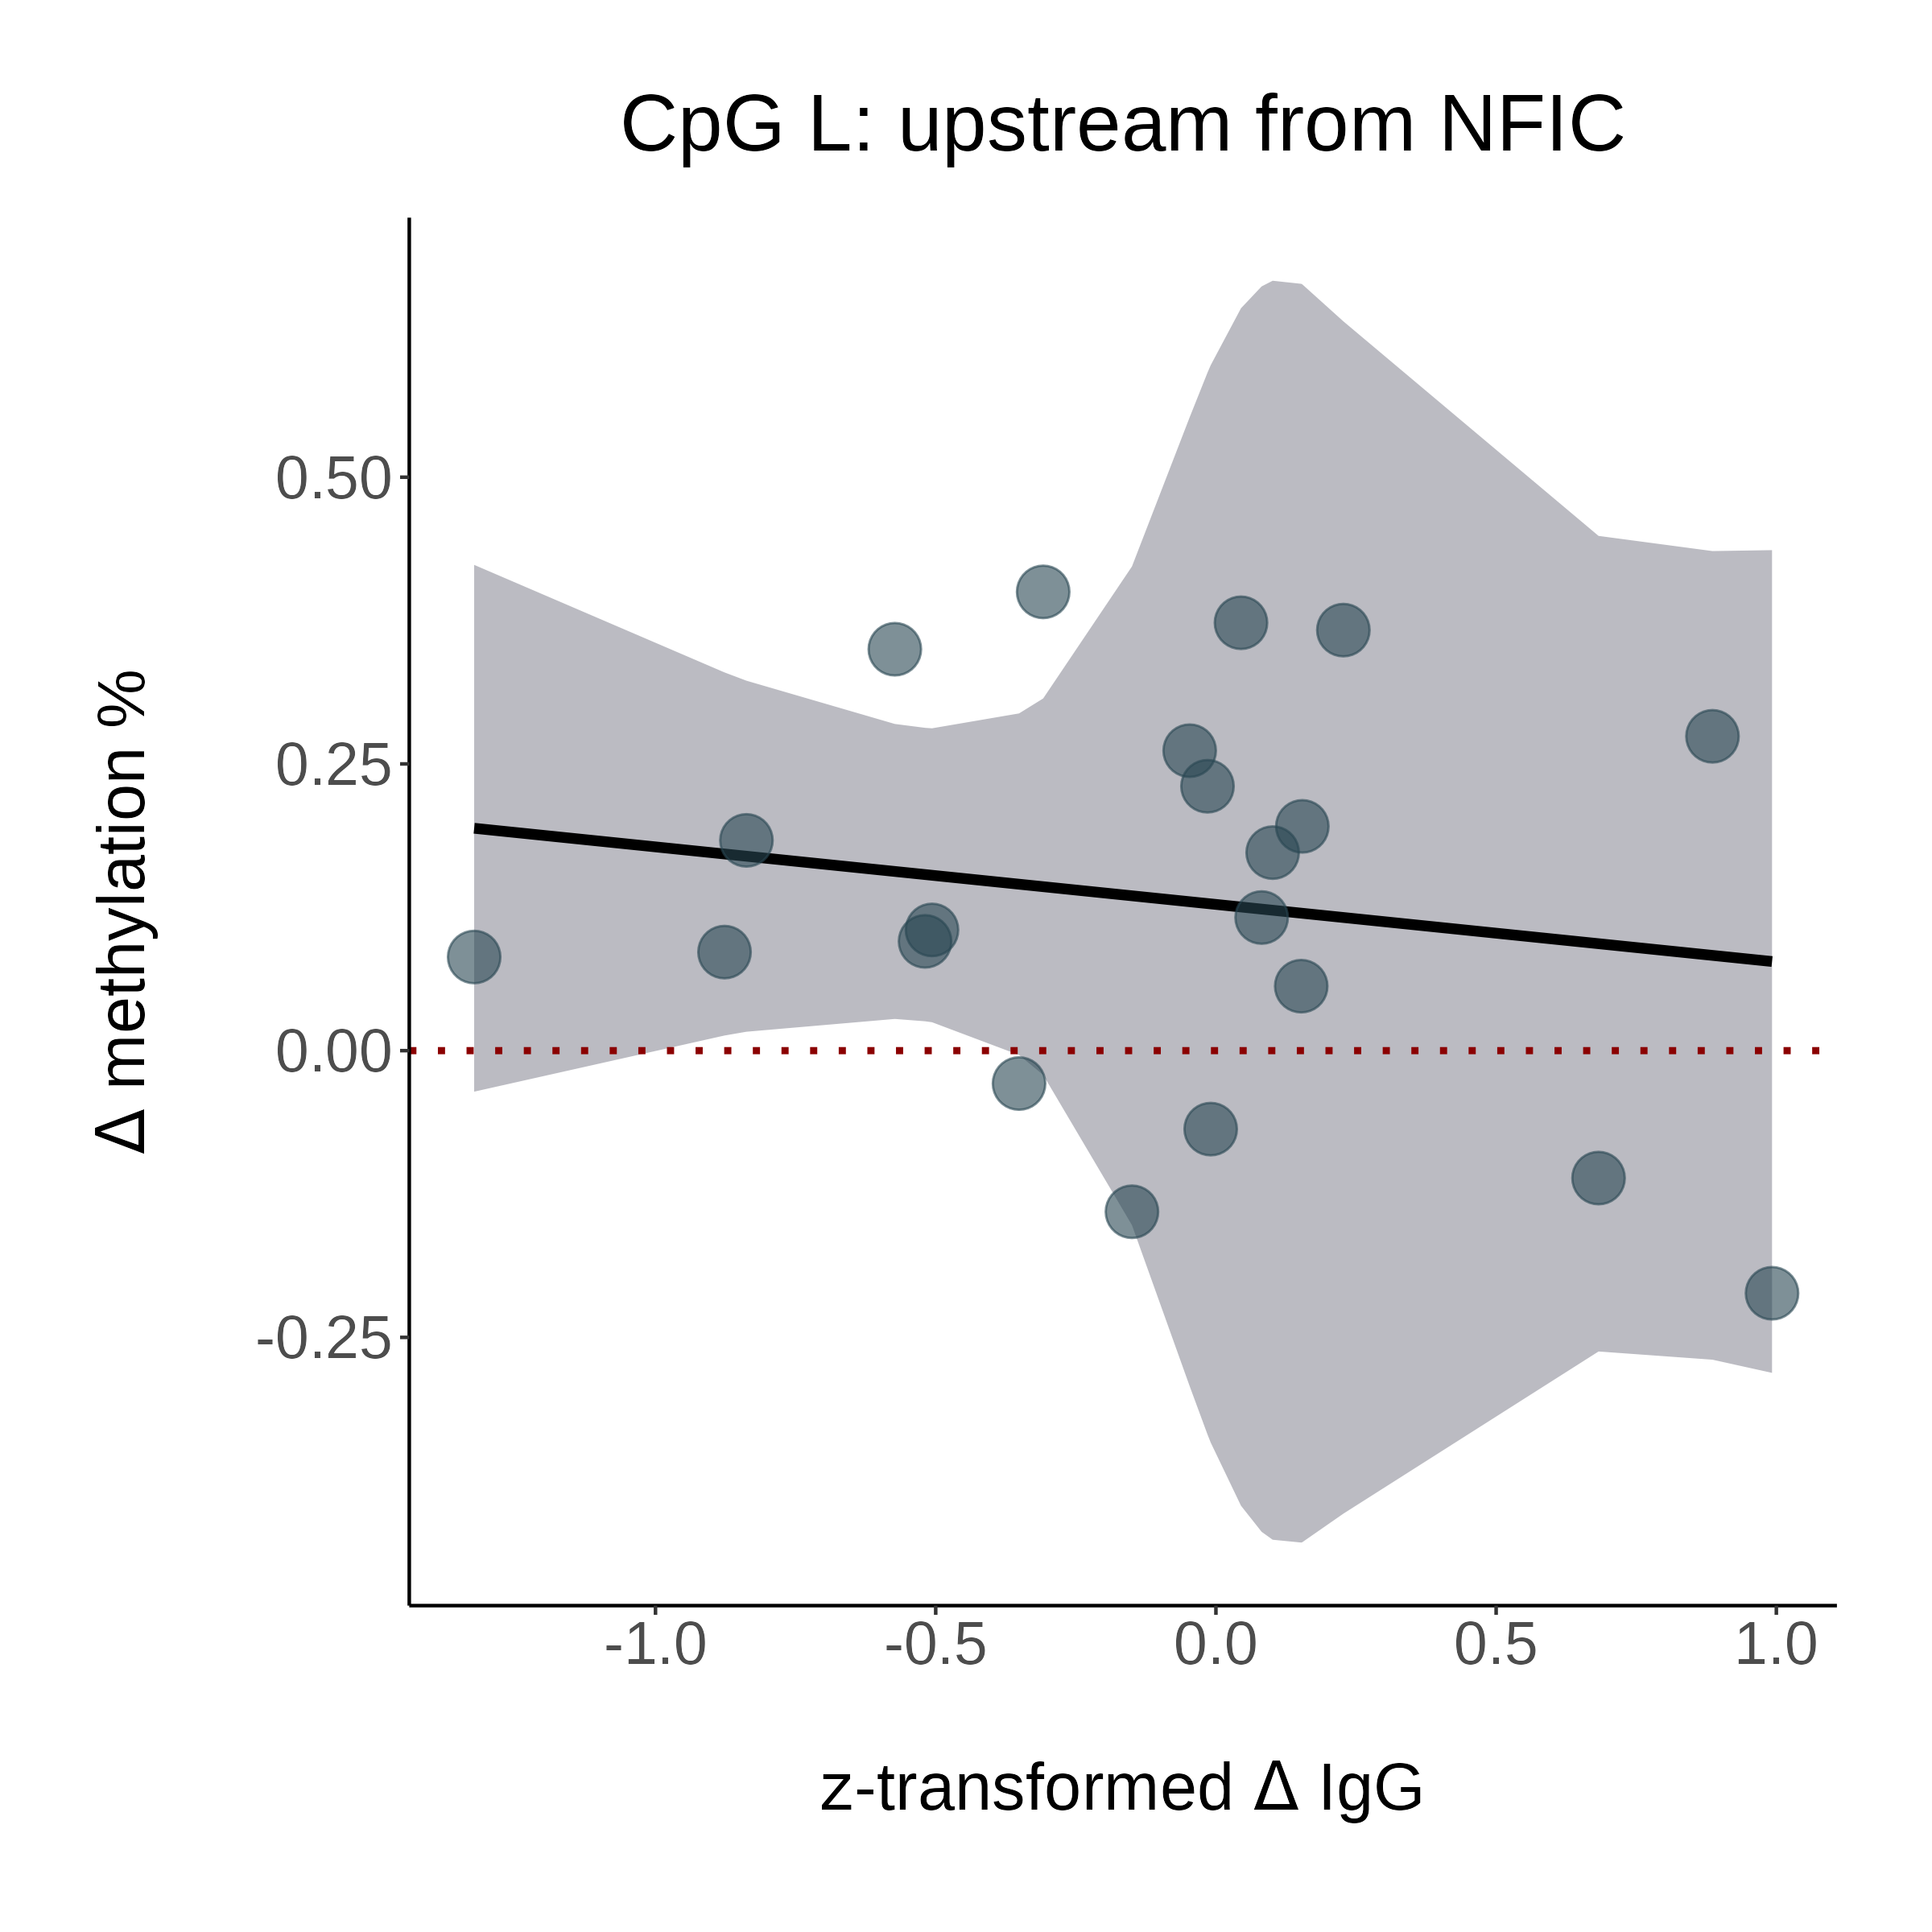 CpG L: upstream from NFIC
Δ methylation %
0.50
0.25
0.00
-0.25
-1.0 -0.5 0.0 0.5 1.0
z-transformed Δ IgG